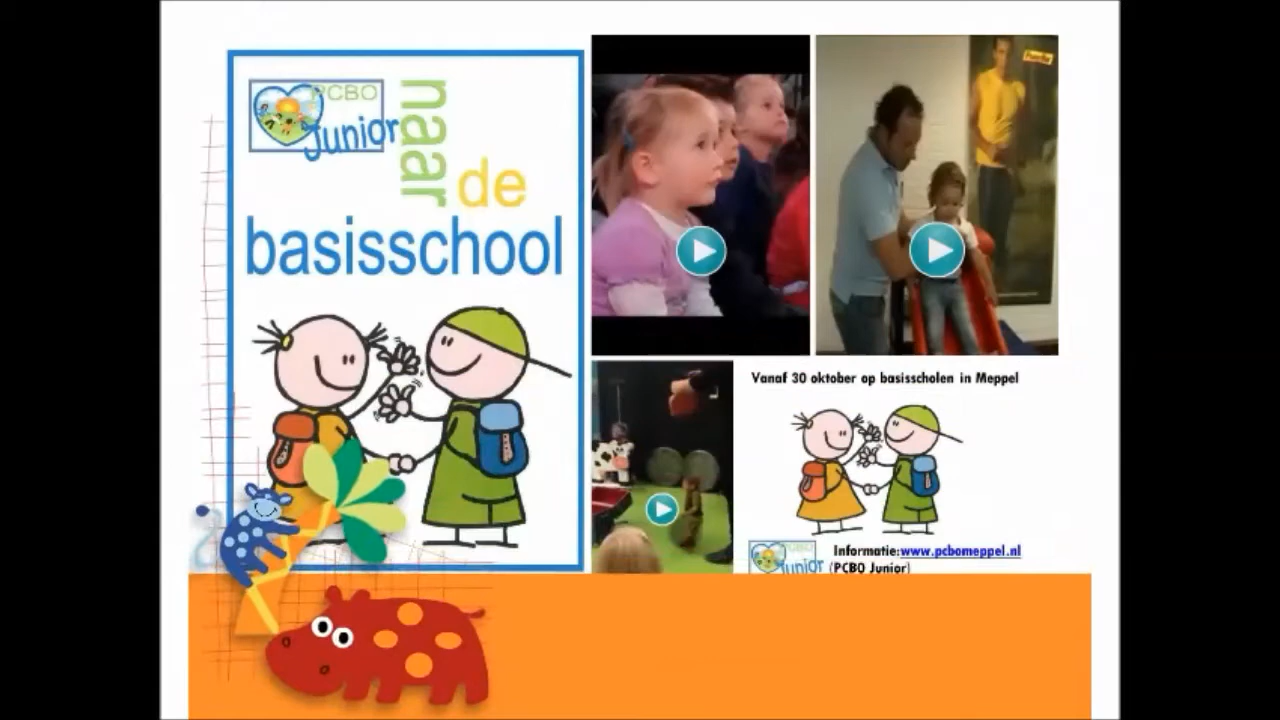 PCBO
Junior
naar
de
basisschool
Vanaf 30 oktober op basisscholen in Meppel
PCBO
Junior
Informatie:www.pcbomeppel.nl
(PCBO Junior)